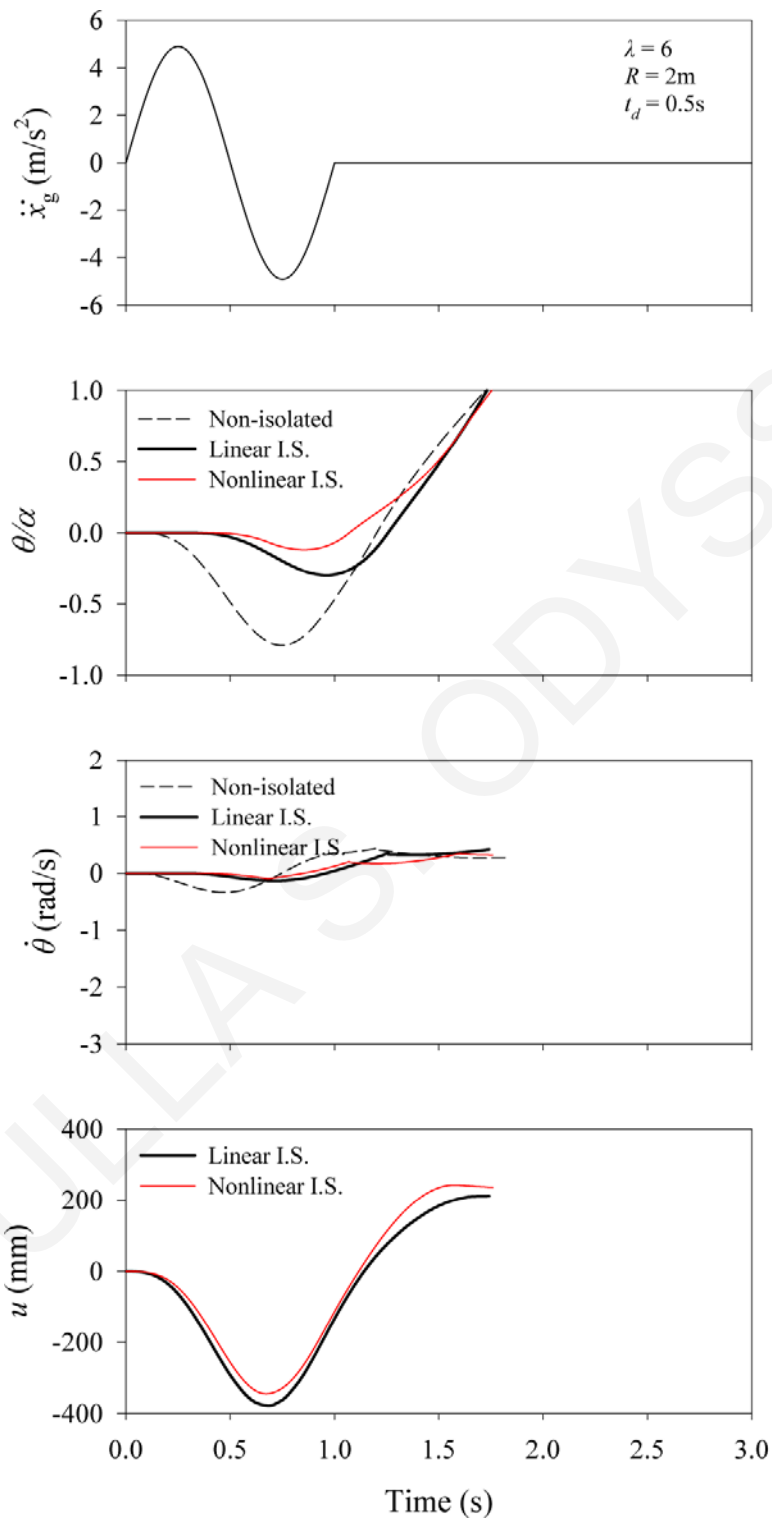 6
4
2
0
-2
-4
-6
ẍg (m/s²)
λ = 6
R = 2m
td = 0.5s
1.0
0.5
0.0
-0.5
-1.0
θ/α
Non-isolated
Linear I.S.
Nonlinear I.S.
2
1
0
-1
-2
-3
θ̇ (rad/s)
Non-isolated
Linear I.S.
Nonlinear I.S.
400
200
0
-200
-400
u (mm)
Linear I.S.
Nonlinear I.S.
0.0 0.5 1.0 1.5 2.0 2.5 3.0
Time (s)
ULLA S. ODYSS